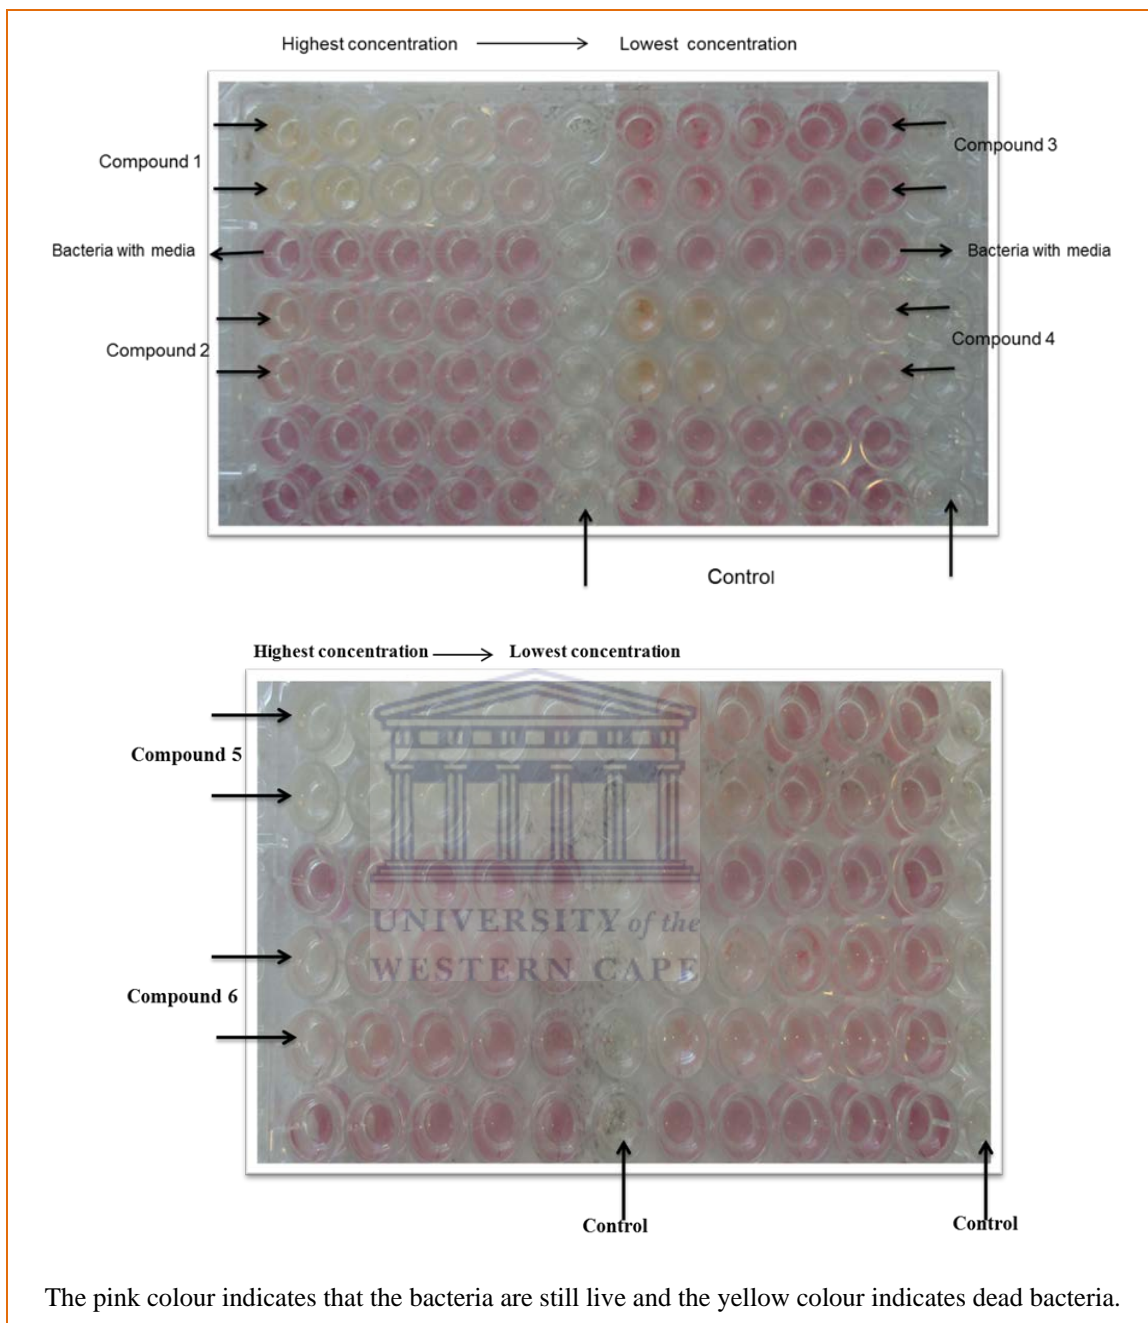 Highest concentration Lowest concentration
Compound 1
Compound 3
Bacteria with media
Bacteria with media
Compound 2
Compound 4
Control
Highest concentration Lowest concentration
Compound 5
UNIVERSITY of the
WESTERN CAPE
Compound 6
Control
Control
The pink colour indicates that the bacteria are still live and the yellow colour indicates dead bacteria.